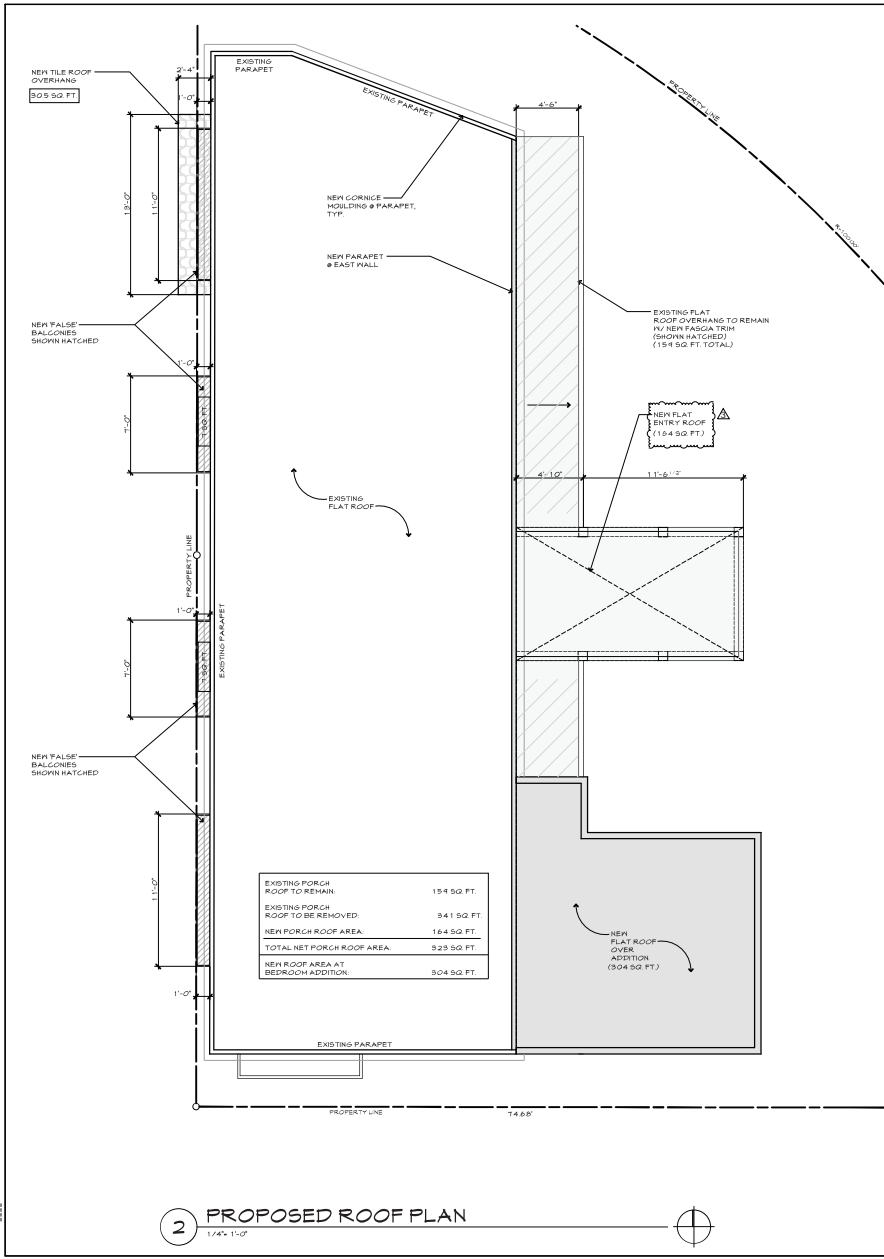 EXISTING
PARAPET
NEW TILE ROOF
OVERHANG
30.5 SQ. FT.
2'-4"
1'-0"
EXISTING PARAPET
4'-6"
PROPERTY LINE
R=100.00'
13'-0"
11'-0"
NEW CORNICE
MOULDING @ PARAPET,
TYP.
NEW PARAPET
@ EAST WALL
EXISTING FLAT
ROOF OVERHANG TO REMAIN
W/ NEW FASCIA TRIM
(SHOWN HATCHED)
(159 SQ. FT. TOTAL)
NEW 'FALSE'
BALCONIES
SHOWN HATCHED
1'-0"
7'-0"
7 SQ. FT.
NEW FLAT
ENTRY ROOF
(164 SQ. FT.)
3
4'-10"
11'-6 1/2"
EXISTING
FLAT ROOF
PROPERTY LINE
1'-0"
EXISTING PARAPET
7'-0"
7 SQ. FT.
NEW 'FALSE'
BALCONIES
SHOWN HATCHED
11'-0"
EXISTING PORCH
ROOF TO REMAIN: 159 SQ. FT.
EXISTING PORCH
ROOF TO BE REMOVED: 341 SQ. FT.
NEW PORCH ROOF AREA: 164 SQ. FT.
TOTAL NET PORCH ROOF AREA: 323 SQ. FT.
NEW ROOF AREA AT
BEDROOM ADDITION: 304 SQ. FT.
NEW
FLAT ROOF
OVER
ADDITION
(304 SQ. FT.)
1'-0"
EXISTING PARAPET
PROPERTY LINE
74.68'
2 PROPOSED ROOF PLAN
1/4"= 1'-0"